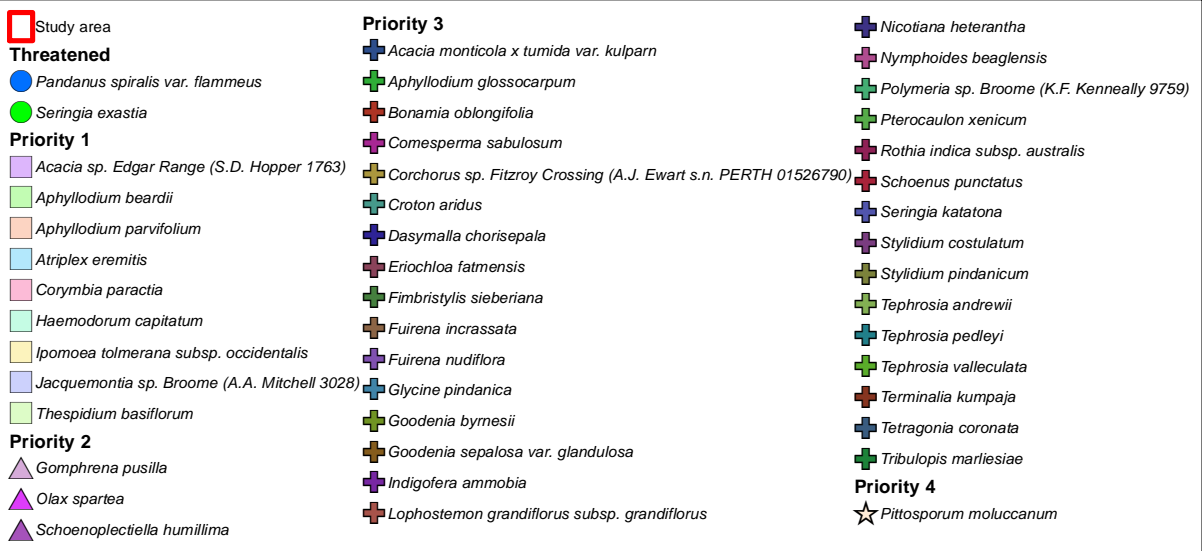 Study area
Threatened
Pandanus spiralis var. flammeus
Seringia exastia
Priority 1
Acacia sp. Edgar Range (S.D. Hopper 1763)
Aphyllodium beardii
Aphyllodium parvifolium
Atriplex eremitis
Corymbia paractia
Haemodorum capitatum
Ipomoea tolmerana subsp. occidentalis
Jacquemontia sp. Broome (A.A. Mitchell 3028)
Thespidium basiflorum
Priority 2
Gomphrena pusilla
Olax spartea
Schoenoplectiella humillima
Priority 3
Acacia monticola x tumida var. kulparn
Aphyllodium glossocarpum
Bonamia oblongifolia
Comesperma sabulosum
Corchorus sp. Fitzroy Crossing (A.J. Ewart s.n. PERTH 01526790)
Croton aridus
Dasymalla chorisepala
Eriochloa fatmensis
Fimbristylis sieberiana
Fuirena incrassata
Fuirena nudiflora
Glycine pindanica
Goodenia byrnesii
Goodenia sepalosa var. glandulosa
Indigofera ammobia
Lophostemon grandiflorus subsp. grandiflorus
Nicotiana heterantha
Nymphoides beaglensis
Polymeria sp. Broome (K.F. Kenneally 9759)
Pterocaulon xenicum
Rothia indica subsp. australis
Schoenus punctatus
Seringia katatona
Stylidium costulatum
Stylidium pindanicum
Tephrosia andrewii
Tephrosia pedleyi
Tephrosia valleculata
Terminalia kumpaja
Tetragonia coronata
Tribulopis marliesiae
Priority 4
Pittosporum moluccanum